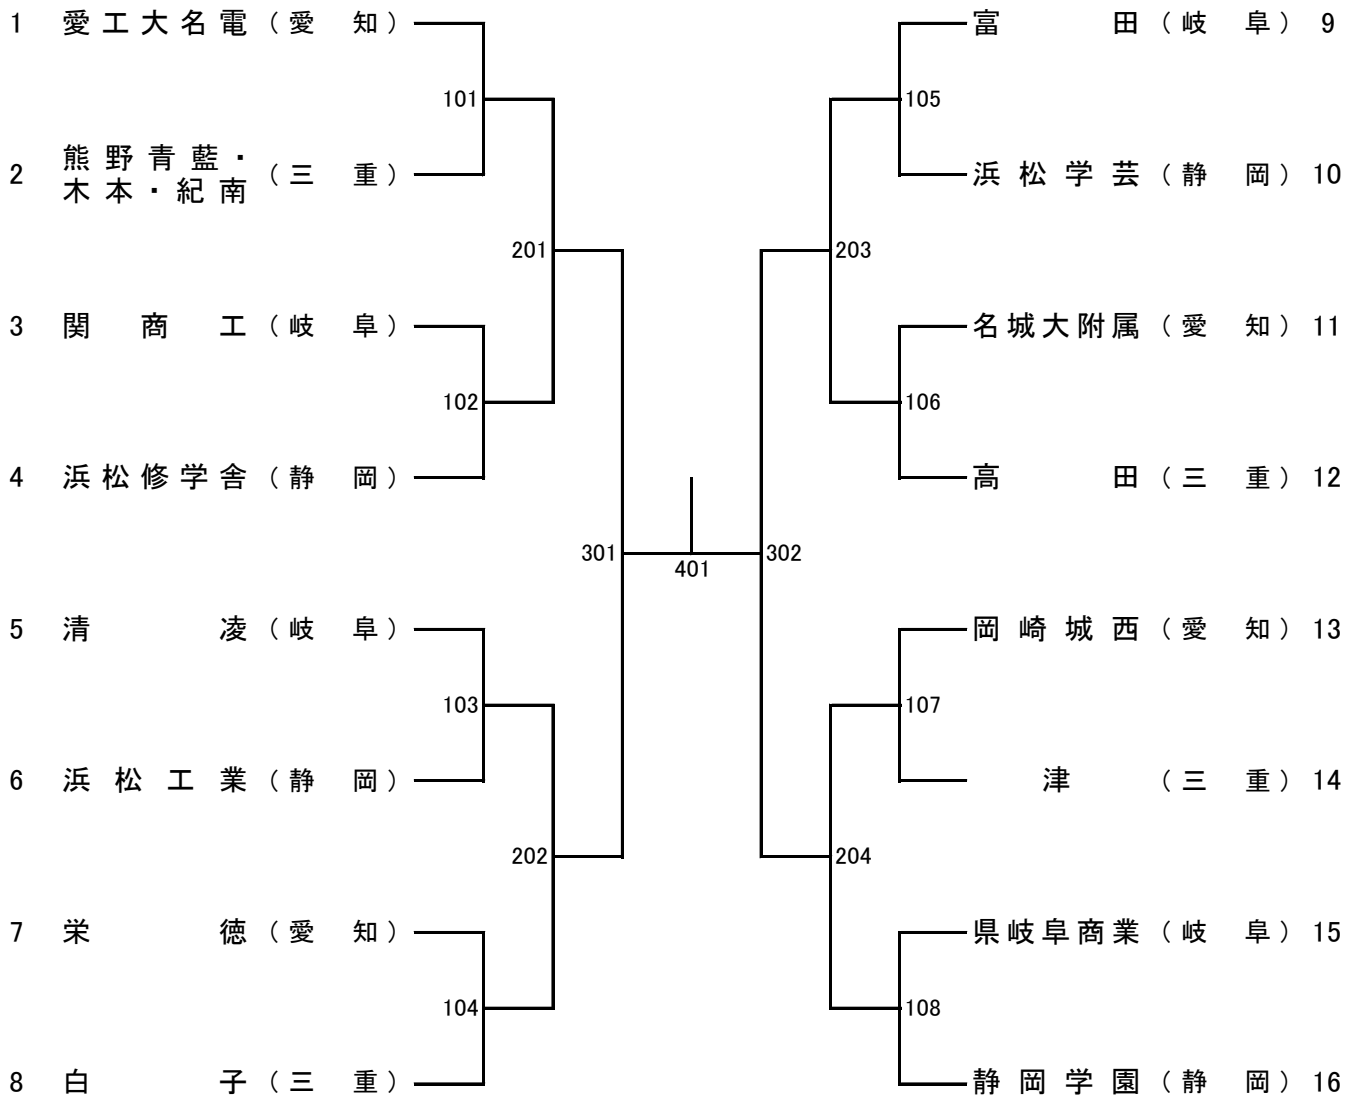 1 愛工大名電（愛知）
2 熊野青藍・
木本・紀南（三重）
3 関商工（岐阜）
4 浜松修学舎（静岡）
5 清凌（岐阜）
6 浜松工業（静岡）
7 栄徳（愛知）
8 白子（三重）
101
102
103
104
201
202
301
401
302
203
204
105
106
107
108
富田（岐阜）9
浜松学芸（静岡）10
名城大附属（愛知）11
高田（三重）12
岡崎城西（愛知）13
津（三重）14
県岐阜商業（岐阜）15
静岡学園（静岡）16